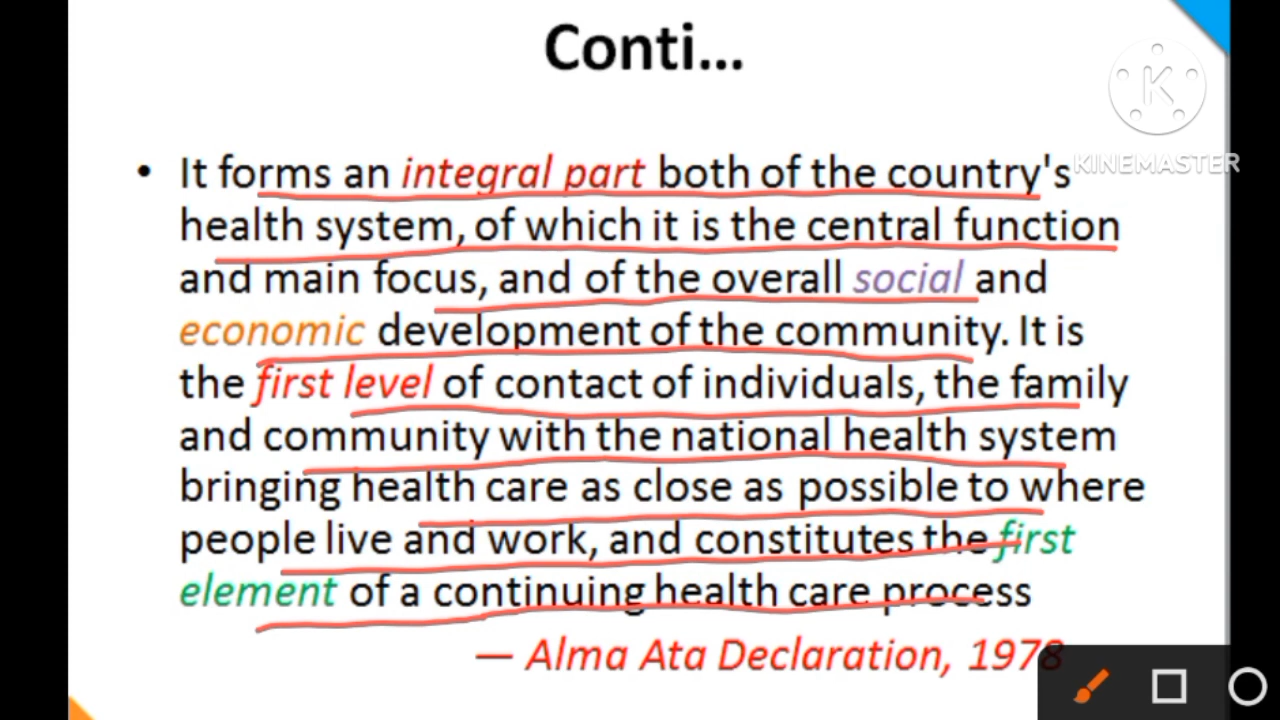 Conti...
KINEMASTER
• It forms an integral part both of the country's
health system, of which it is the central function
and main focus, and of the overall social and
economic development of the community. It is
the first level of contact of individuals, the family
and community with the national health system
bringing health care as close as possible to where
people live and work, and constitutes the first
element of a continuing health care process
— Alma Ata Declaration, 1978